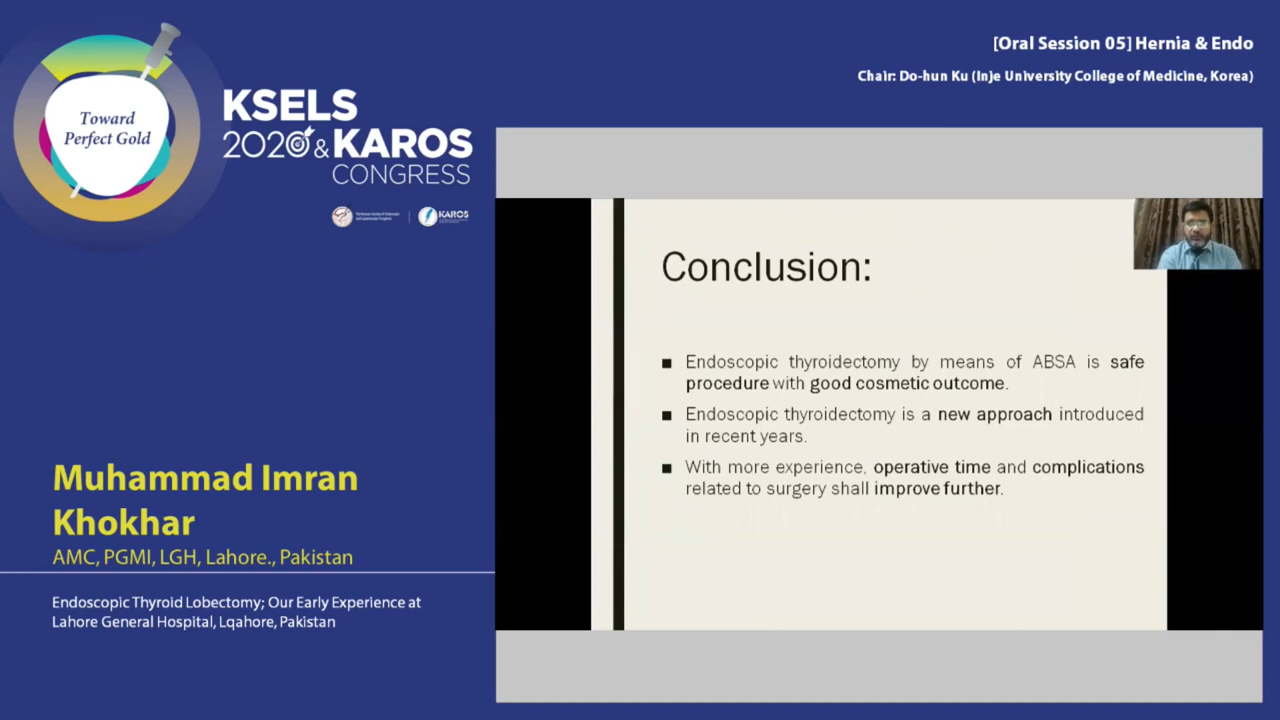 [Oral Session 05] Hernia & Endo
Chair: Do-hun Ku (Inje University College of Medicine, Korea)
Toward
Perfect Gold
KSELS
2020 & KAROS
CONGRESS
KAROS
Conclusion:
■ Endoscopic thyroidectomy by means of ABSA is safe
procedure with good cosmetic outcome.
■ Endoscopic thyroidectomy is a new approach introduced
in recent years.
■ With more experience, operative time and complications
related to surgery shall improve further.
Muhammad Imran
Khokhar
AMC, PGMI, LGH, Lahore., Pakistan
Endoscopic Thyroid Lobectomy; Our Early Experience at
Lahore General Hospital, Lqahore, Pakistan